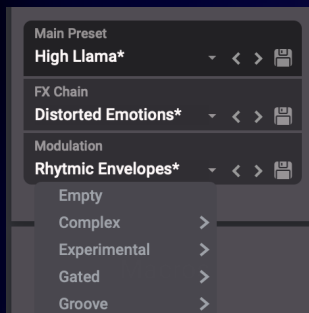 Main Preset
High Llama*
FX Chain
Distorted Emotions*
Modulation
Rhytmic Envelopes*
Empty
Complex
Experimental
Gated
Groove